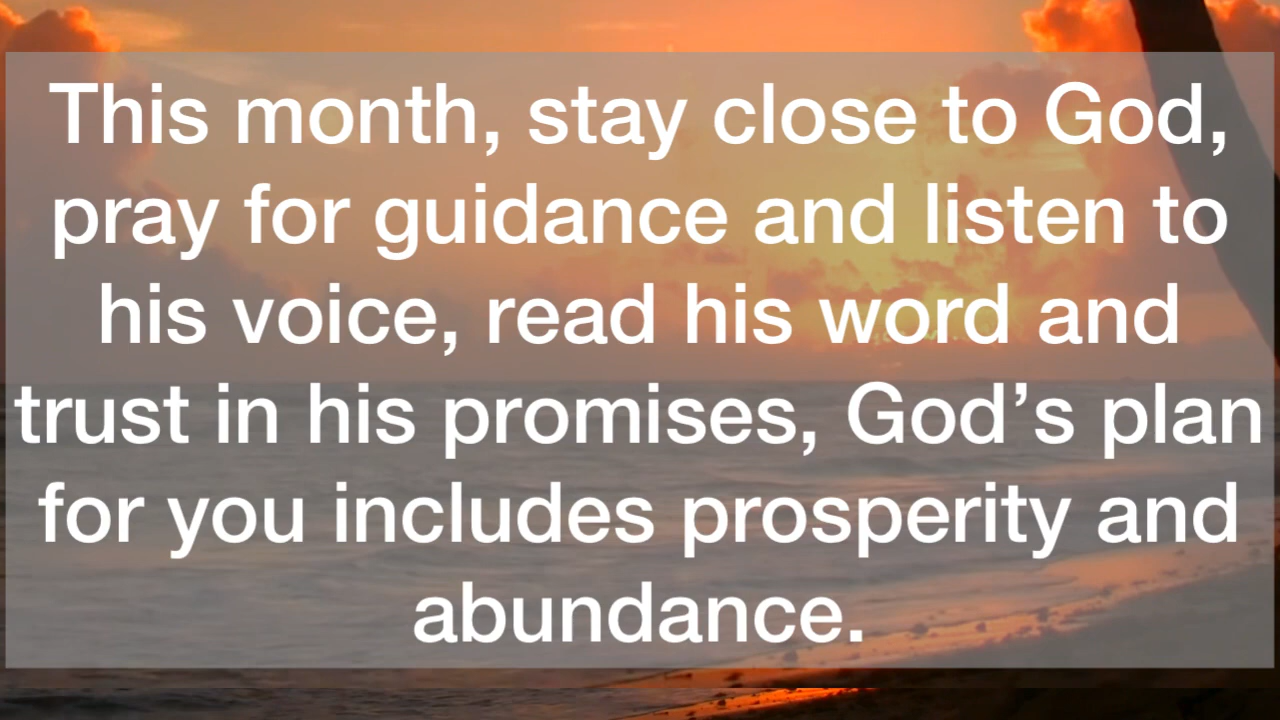 This month, stay close to God,
pray for guidance and listen to
his voice, read his word and
trust in his promises, God’s plan
for you includes prosperity and
abundance.